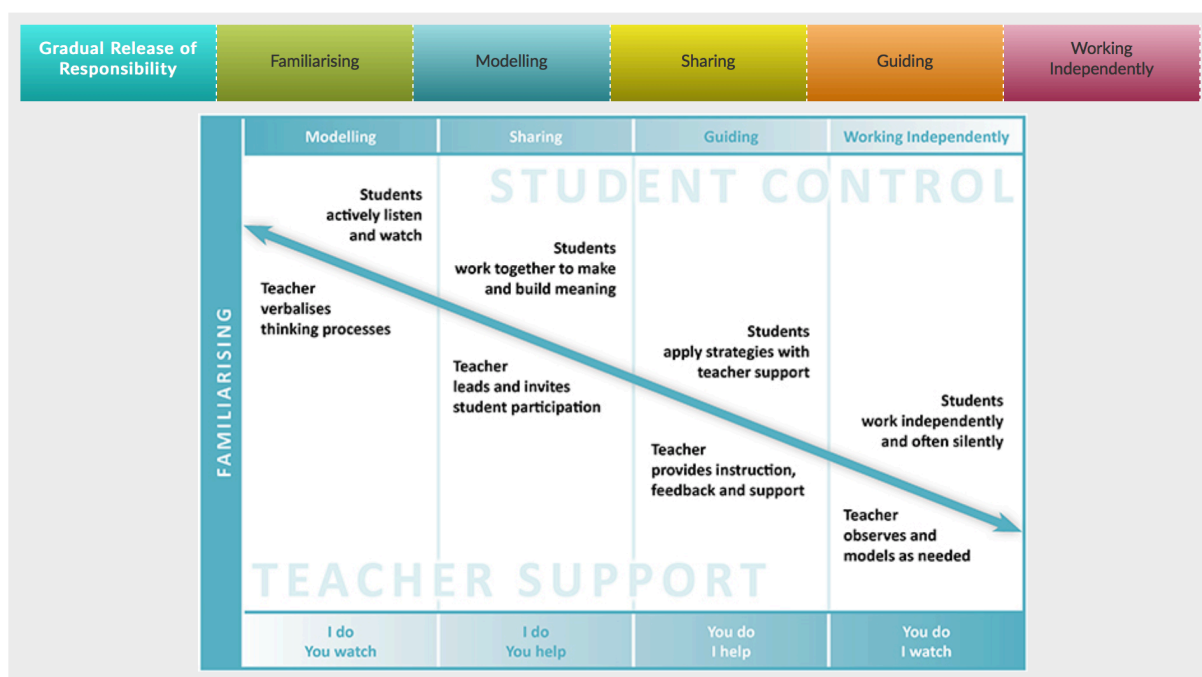 Gradual Release of
Responsibility
Familiarising
Modelling
Sharing
Guiding
Working
Independently
FAMILIARISING
Modelling
Sharing
Guiding
Working Independently
STUDENT CONTROL
Students
actively listen
and watch
Teacher
verbalises
thinking processes
Students
work together to make
and build meaning
Teacher
leads and invites
student participation
Students
apply strategies with
teacher support
Teacher
provides instruction,
feedback and support
Students
work independently
and often silently
Teacher
observes and
models as needed
TEACHER SUPPORT
I do
You watch
I do
You help
You do
I help
You do
I watch